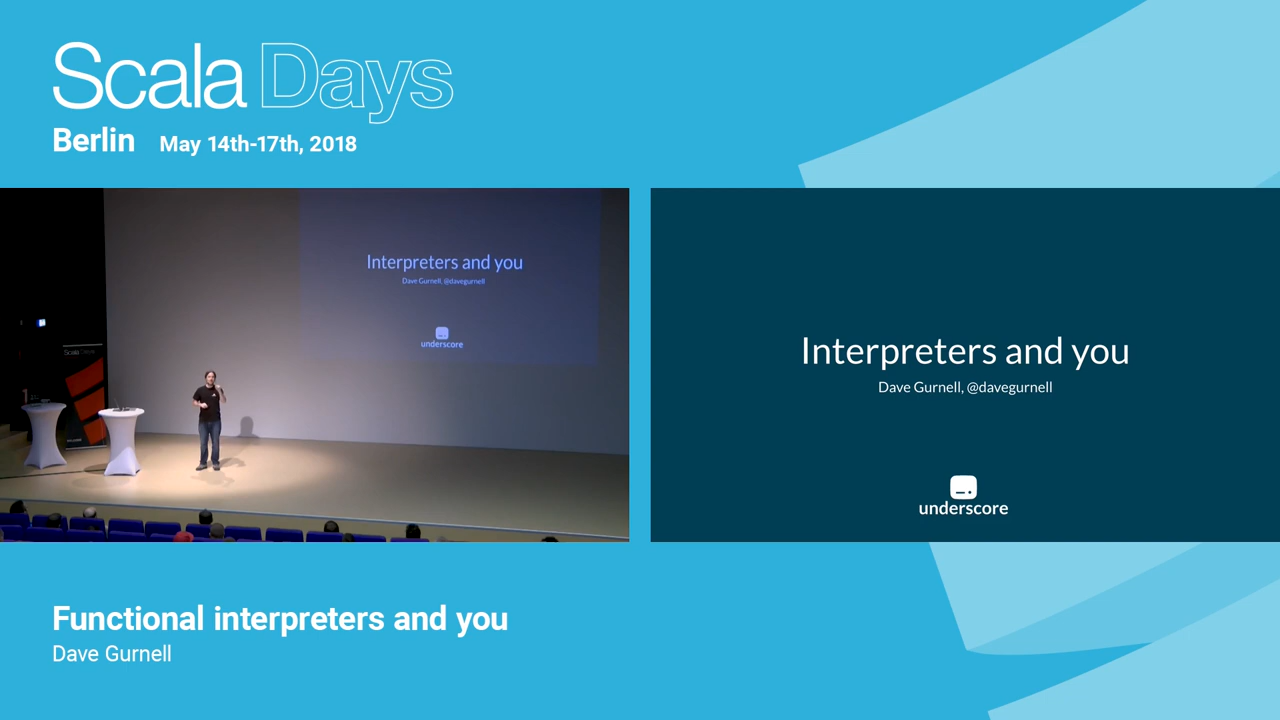 Scala Days
Berlin May 14th-17th, 2018
Interpreters and you
Dave Gurnell, @davegurnell
underscore
Scala
Interpreters and you
Dave Gurnell, @davegurnell
underscore
Functional interpreters and you
Dave Gurnell